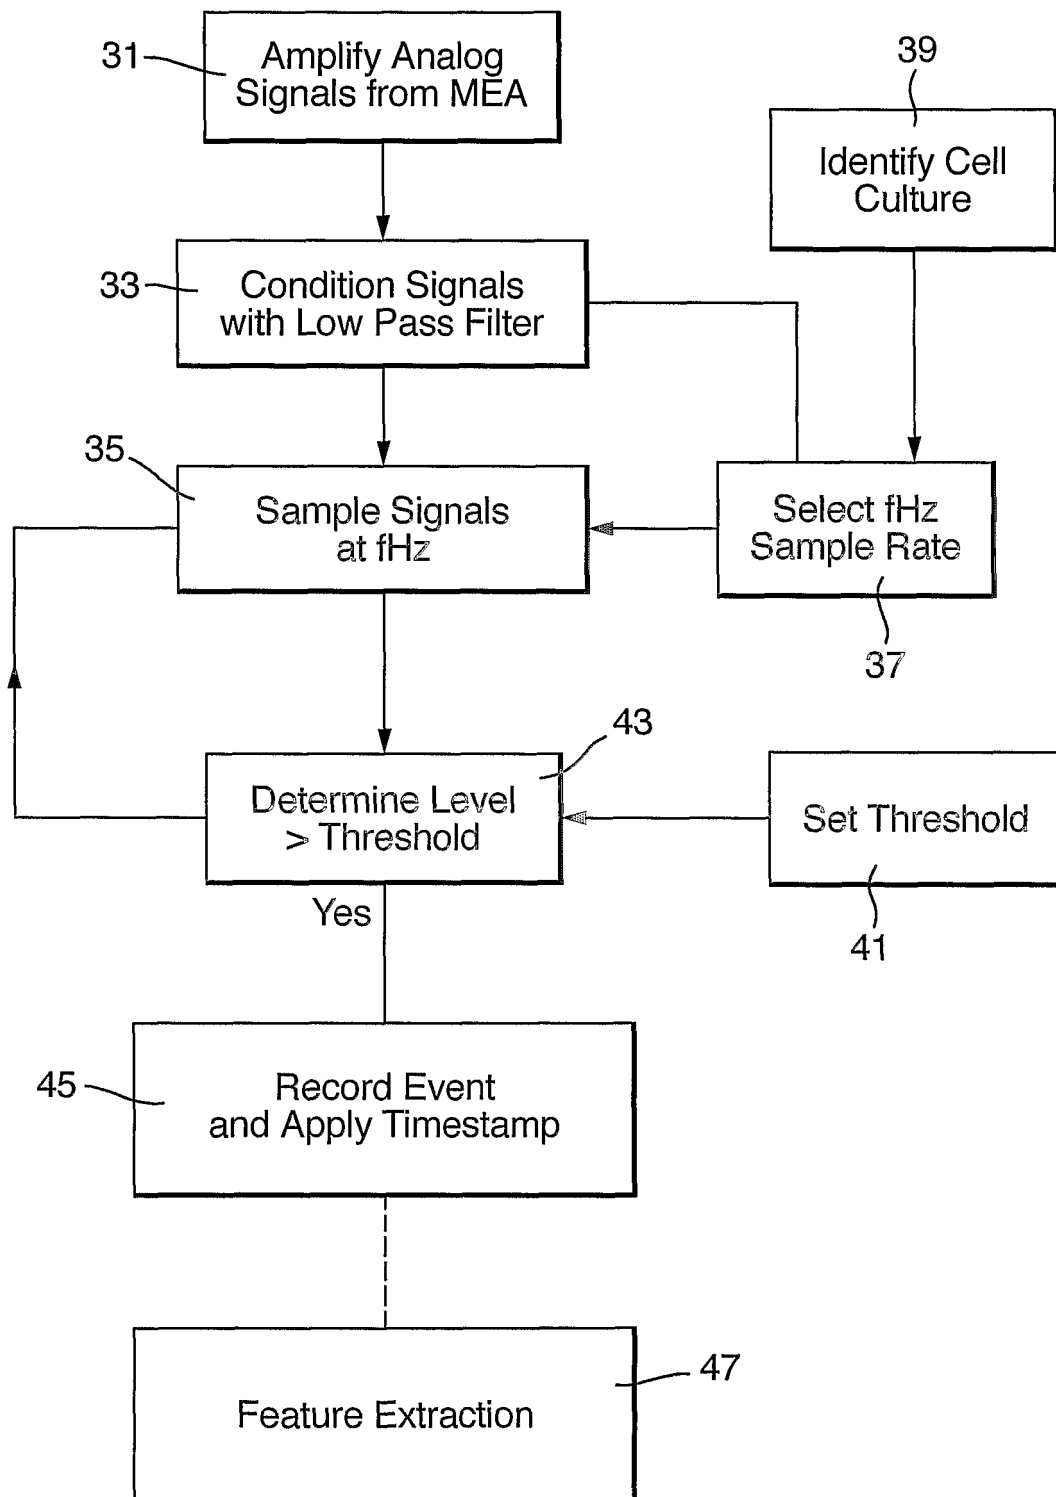 31
Amplify Analog
Signals from MEA
39
Identify Cell
Culture
33
Condition Signals
with Low Pass Filter
35
Sample Signals
at fHz
Select fHz
Sample Rate
37
43
Determine Level
> Threshold
Set Threshold
41
Yes
45
Record Event
and Apply Timestamp
47
Feature Extraction